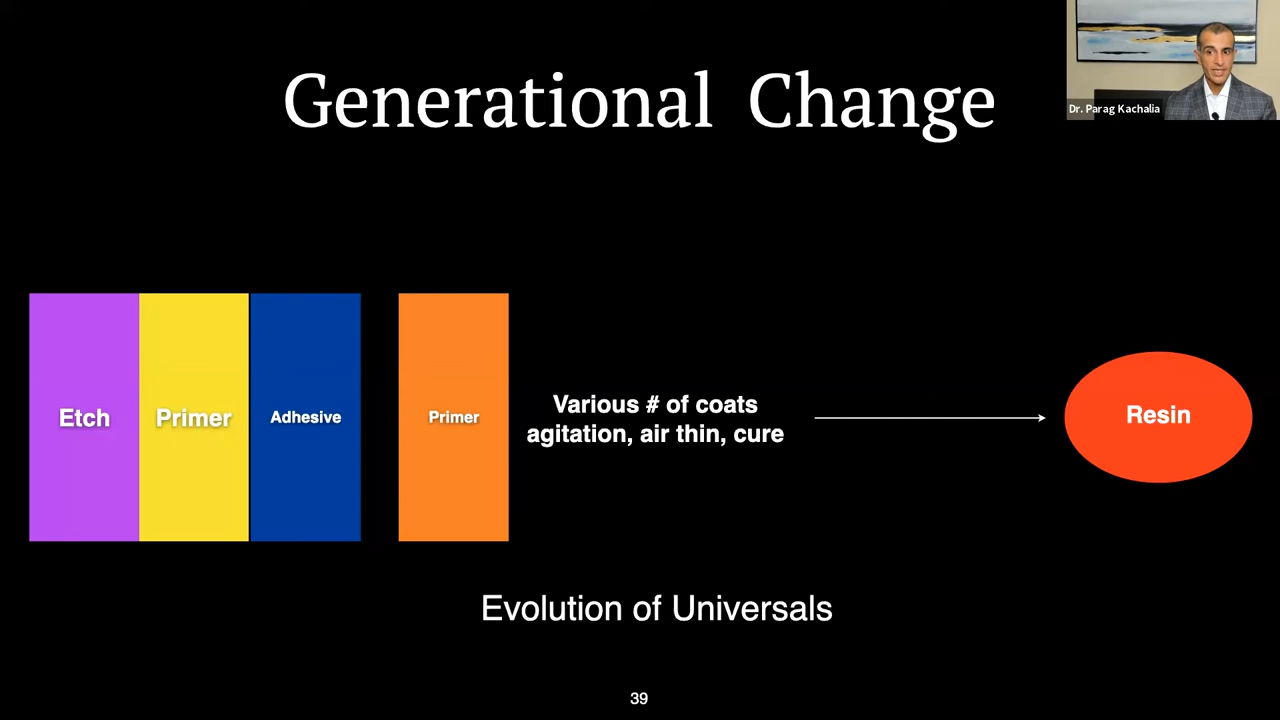 Generational Change
Dr. Parag Kachalia
Etch
Primer
Adhesive
Primer
Various # of coats
agitation, air thin, cure
Resin
Evolution of Universals
39